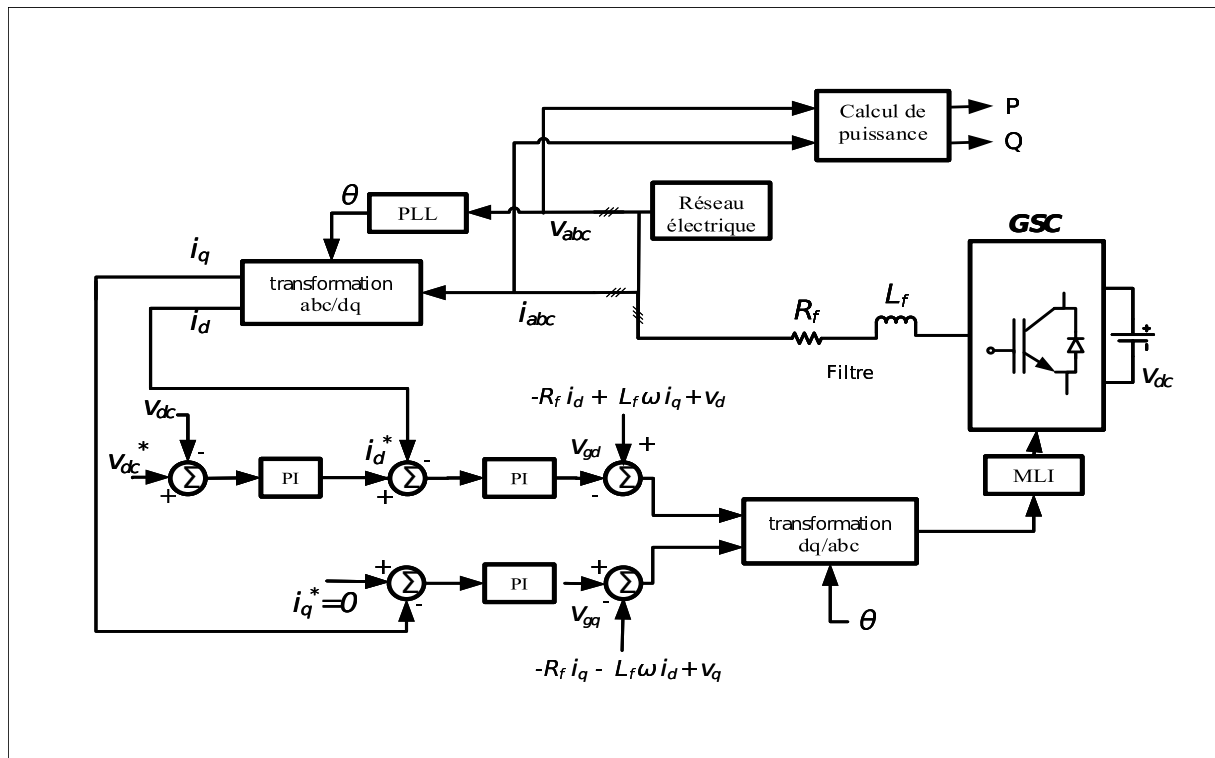 Calcul de
puissance
P
Q
θ
PLL
Réseau
électrique
v_abc
GSC
i_q
transformation
abc/dq
i_d
i_abc
R_f
L_f
Filtre
+
v_dc
-R_f i_d + L_f ω i_q + v_d
v_dc
-
v_dc*
Σ
+
PI
i_d*
-
Σ
+
PI
v_gd
+
Σ
-
MLI
transformation
dq/abc
θ
+
Σ
-
i_q*=0
PI
+
Σ
-
v_gq
-R_f i_q - L_f ω i_d + v_q